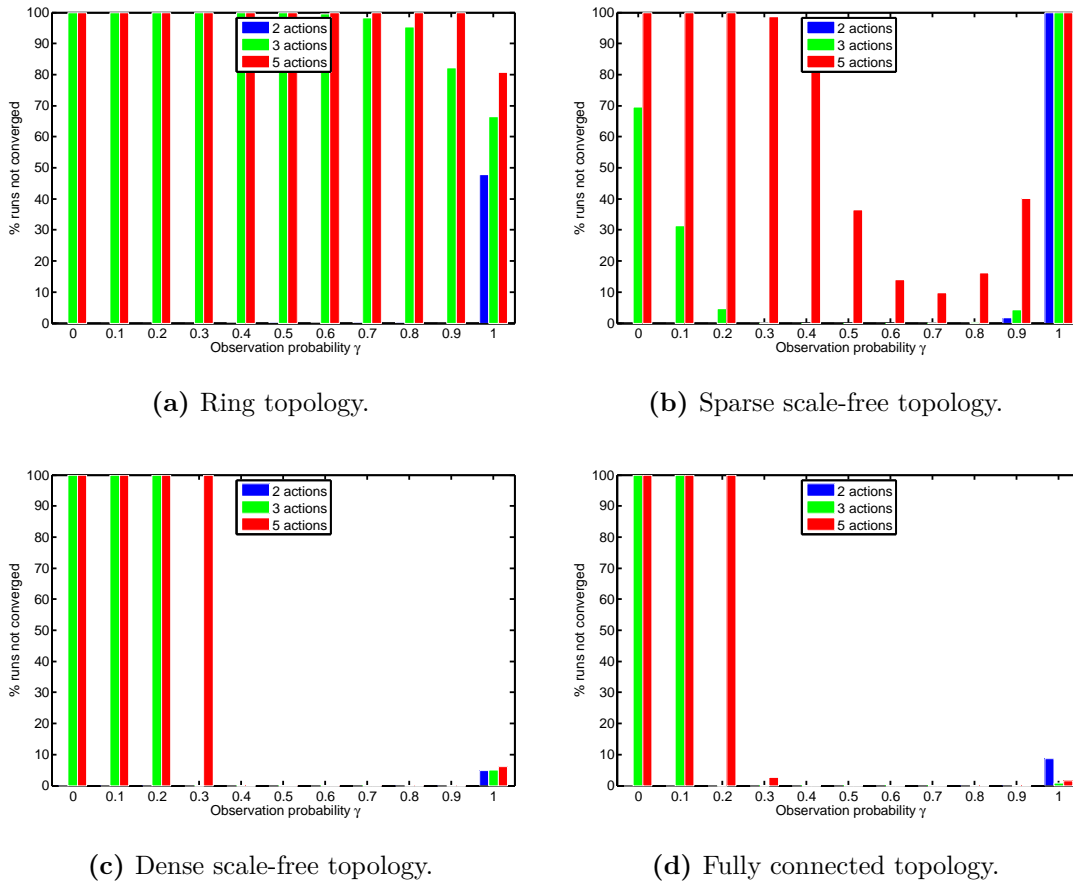 100
90
80
70
60
50
40
30
20
10
0
% runs not converged
2 actions
3 actions
5 actions
0 0.1 0.2 0.3 0.4 0.5 0.6 0.7 0.8 0.9 1
Observation probability γ
(a) Ring topology.
100
90
80
70
60
50
40
30
20
10
0
% runs not converged
2 actions
3 actions
5 actions
0 0.1 0.2 0.3 0.4 0.5 0.6 0.7 0.8 0.9 1
Observation probability γ
(b) Sparse scale-free topology.
100
90
80
70
60
50
40
30
20
10
0
% runs not converged
2 actions
3 actions
5 actions
0 0.1 0.2 0.3 0.4 0.5 0.6 0.7 0.8 0.9 1
Observation probability γ
(c) Dense scale-free topology.
100
90
80
70
60
50
40
30
20
10
0
% runs not converged
2 actions
3 actions
5 actions
0 0.1 0.2 0.3 0.4 0.5 0.6 0.7 0.8 0.9 1
Observation probability γ
(d) Fully connected topology.